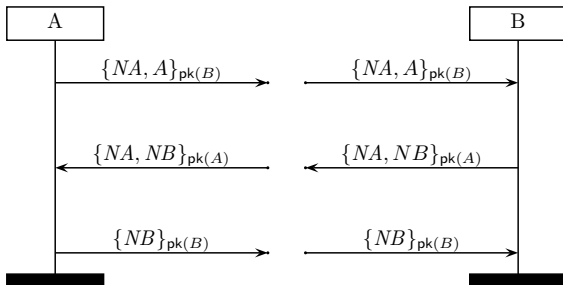 A B
{NA, A}pk(B) {NA, A}pk(B)
{NA, NB}pk(A) {NA, NB}pk(A)
{NB}pk(B) {NB}pk(B)